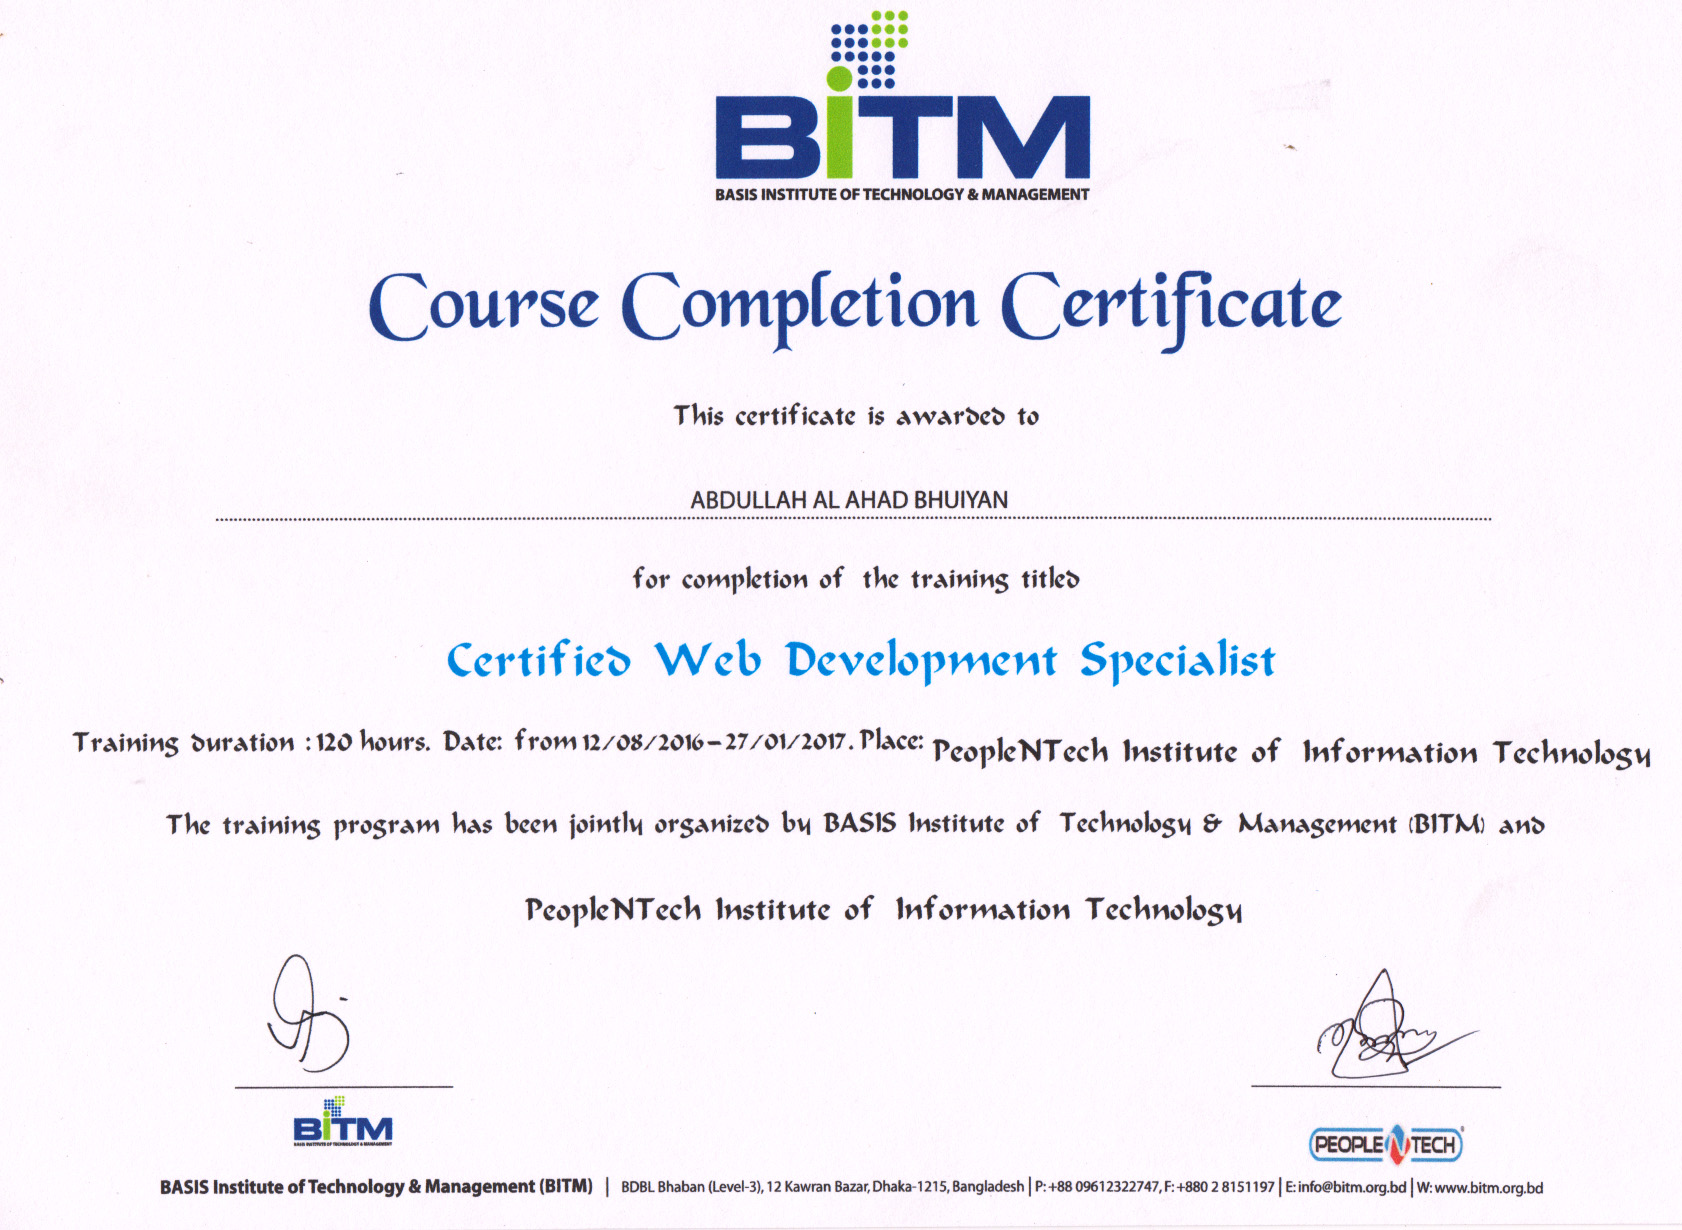 BiTM
BASIS INSTITUTE OF TECHNOLOGY & MANAGEMENT
Course Completion Certificate
This certificate is awarded to
ABDULLAH AL AHAD BHUIYAN
for completion of the training titled
Certified Web Development Specialist
Training duration : 120 hours. Date: from 12/08/2016-27/01/2017. Place: PeopleNTech Institute of Information Technology
The training program has been jointly organized by BASIS Institute of Technology & Management (BITM) and
PeopleNTech Institute of Information Technology
BiTM
BASIS INSTITUTE OF TECHNOLOGY & MANAGEMENT
PEOPLE N TECH
BASIS Institute of Technology & Management (BITM) | BDBL Bhaban (Level-3), 12 Kawran Bazar, Dhaka-1215, Bangladesh | P: +88 09612322747, F: +880 2 8151197 | E: info@bitm.org.bd | W: www.bitm.org.bd